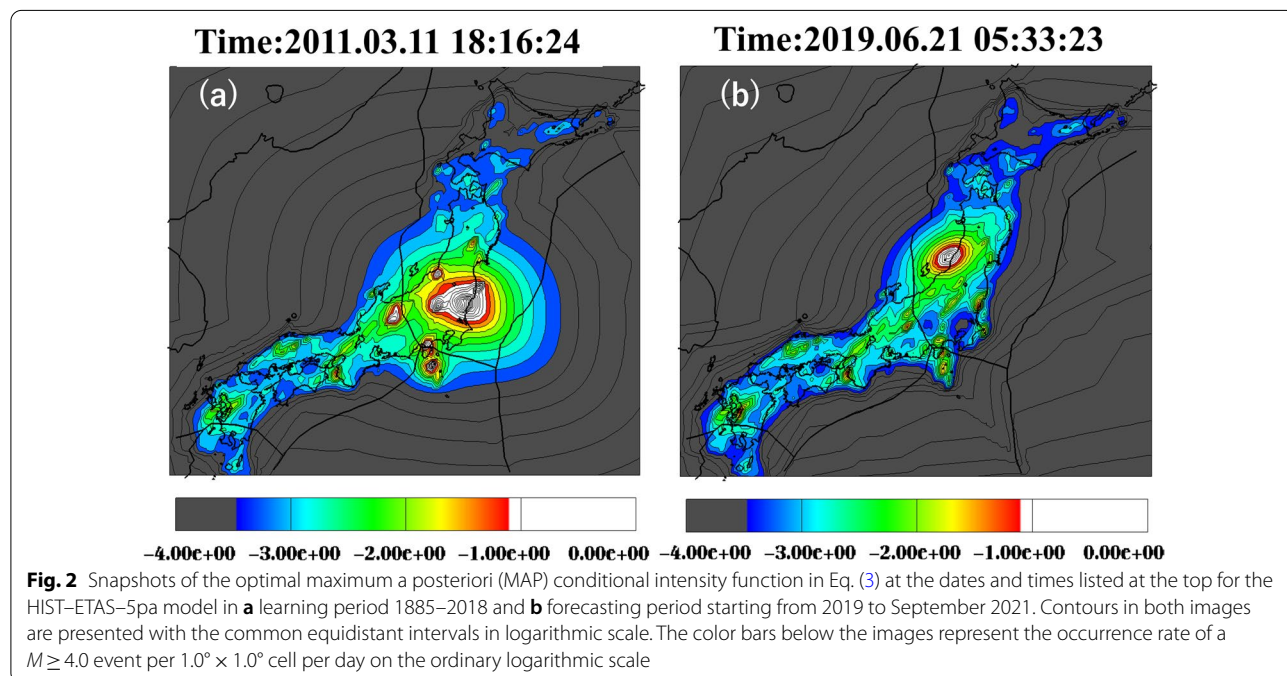 Time:2011.03.11 18:16:24
Time:2019.06.21 05:33:23
(a)
(b)
−4.00e+00 −3.00e+00 −2.00e+00 −1.00e+00 0.00e+00
−4.00e+00 −3.00e+00 −2.00e+00 −1.00e+00 0.00e+00
Fig. 2 Snapshots of the optimal maximum a posteriori (MAP) conditional intensity function in Eq. (3) at the dates and times listed at the top for the
HIST–ETAS–5pa model in a learning period 1885–2018 and b forecasting period starting from 2019 to September 2021. Contours in both images
are presented with the common equidistant intervals in logarithmic scale. The color bars below the images represent the occurrence rate of a
M ≥ 4.0 event per 1.0° × 1.0° cell per day on the ordinary logarithmic scale